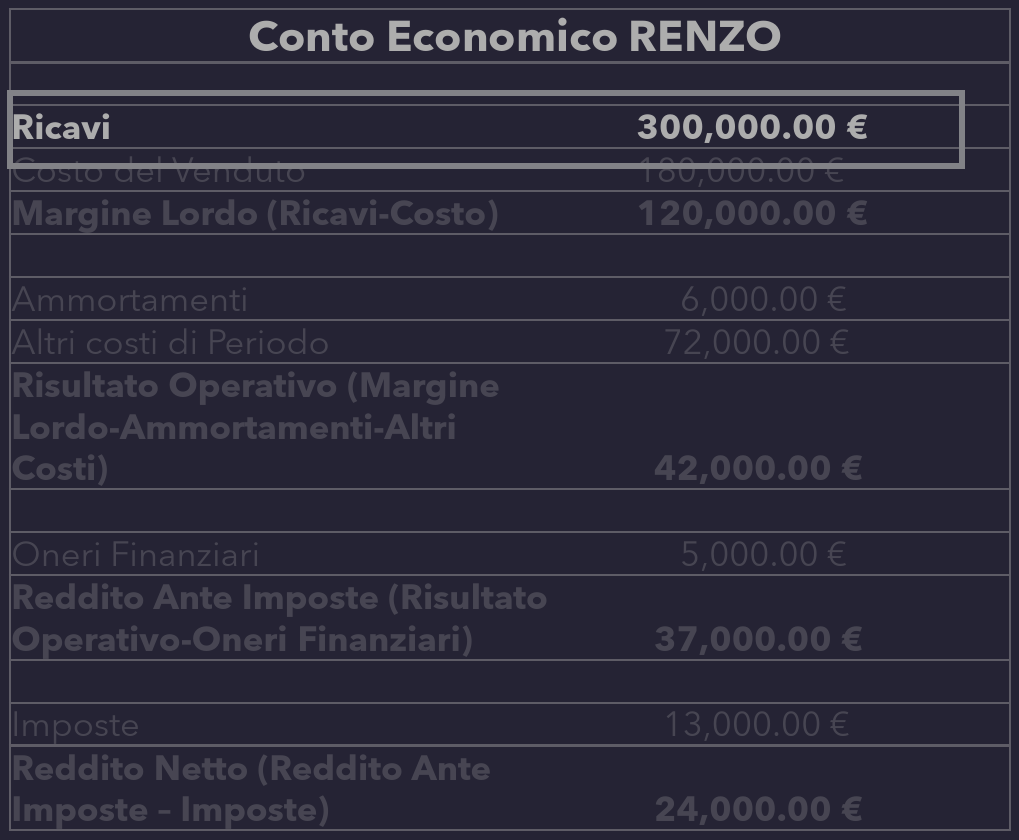 Conto Economico RENZO
Ricavi 300,000.00 €
Costo del Venduto 180,000.00 €
Margine Lordo (Ricavi-Costo) 120,000.00 €
Ammortamenti 6,000.00 €
Altri costi di Periodo 72,000.00 €
Risultato Operativo (Margine
Lordo-Ammortamenti-Altri
Costi) 42,000.00 €
Oneri Finanziari 5,000.00 €
Reddito Ante Imposte (Risultato
Operativo-Oneri Finanziari) 37,000.00 €
Imposte 13,000.00 €
Reddito Netto (Reddito Ante
Imposte – Imposte) 24,000.00 €